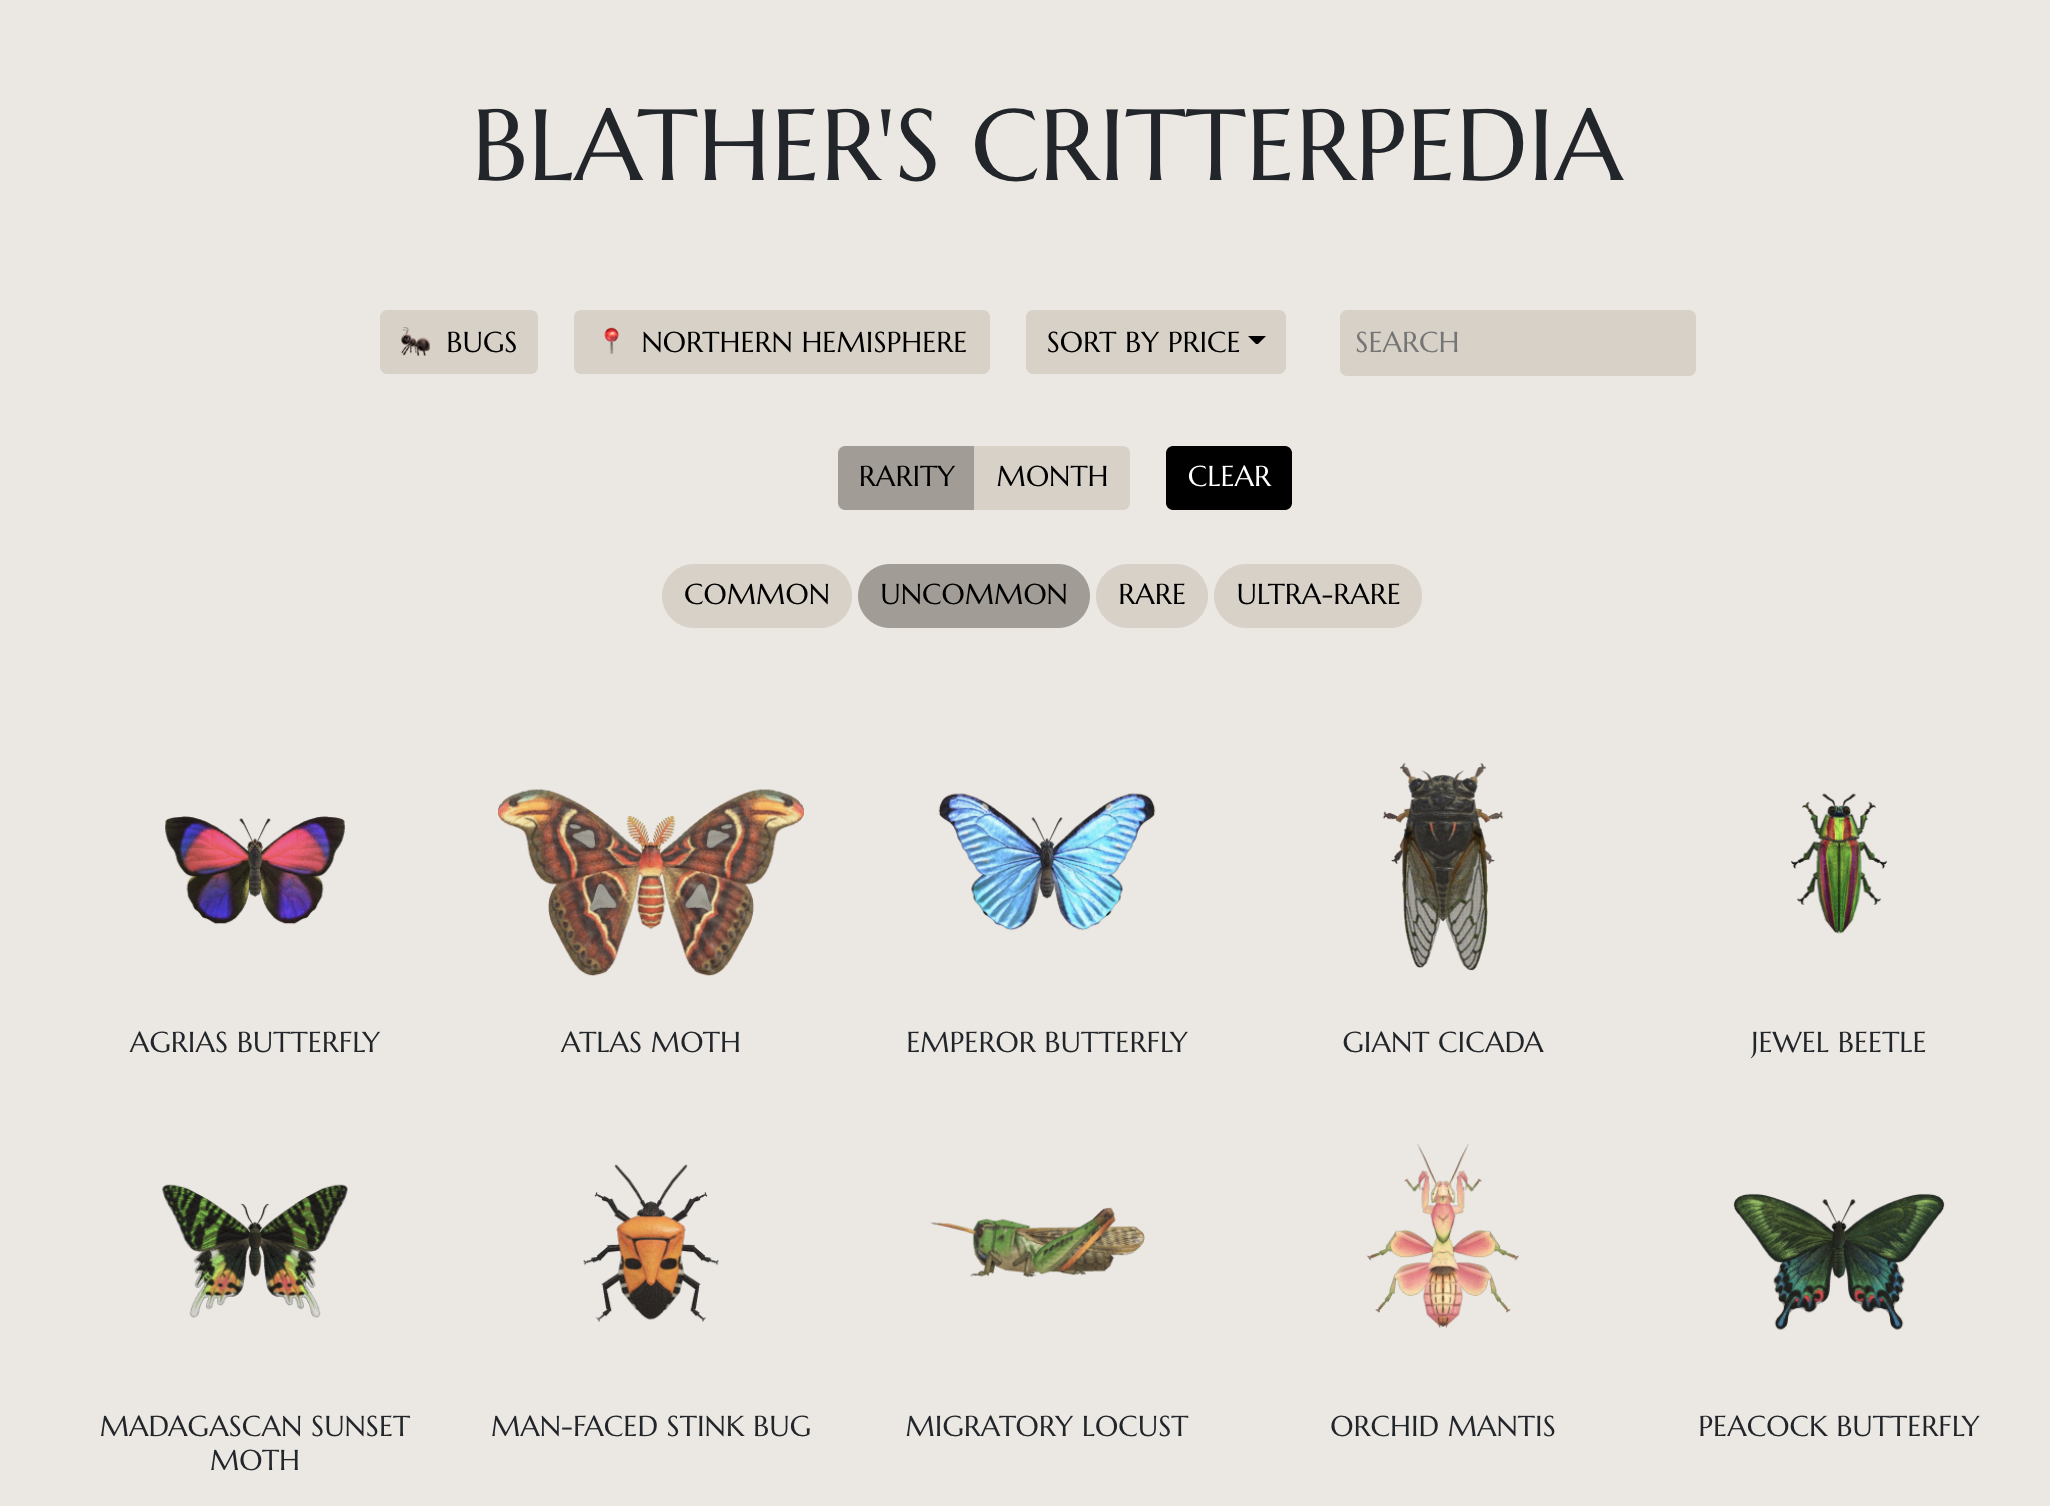 BLATHER'S CRITTERPEDIA
BUGS
NORTHERN HEMISPHERE
SORT BY PRICE
SEARCH
RARITY
MONTH
CLEAR
COMMON
UNCOMMON
RARE
ULTRA-RARE
AGRIAS BUTTERFLY
ATLAS MOTH
EMPEROR BUTTERFLY
GIANT CICADA
JEWEL BEETLE
MADAGASCAN SUNSET
MOTH
MAN-FACED STINK BUG
MIGRATORY LOCUST
ORCHID MANTIS
PEACOCK BUTTERFLY